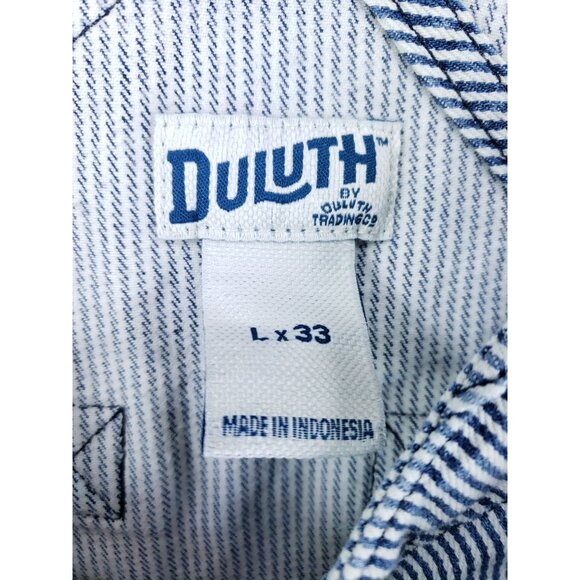 DULUTH™
BY
DULUTH
TRADING CO
L x 33
MADE IN INDONESIA